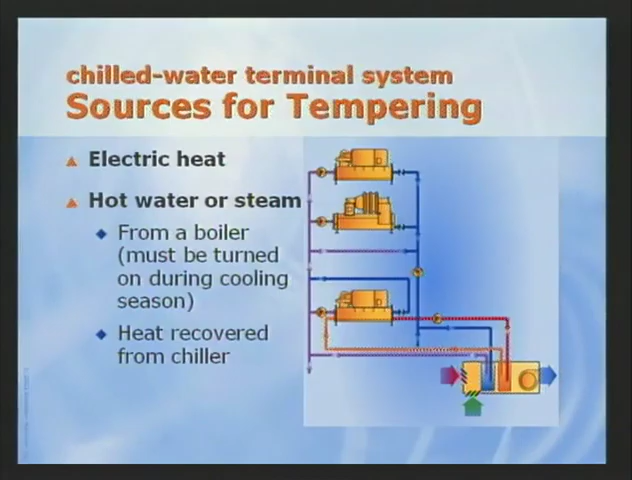 chilled-water terminal system
Sources for Tempering
Electric heat
Hot water or steam
From a boiler
(must be turned
on during cooling
season)
Heat recovered
from chiller